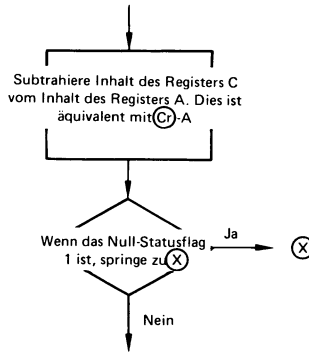 Subtrahiere Inhalt des Registers C
vom Inhalt des Registers A. Dies ist
äquivalent mit Cr-A
Wenn das Null-Statusflag
1 ist, springe zu X
Ja
X
Nein